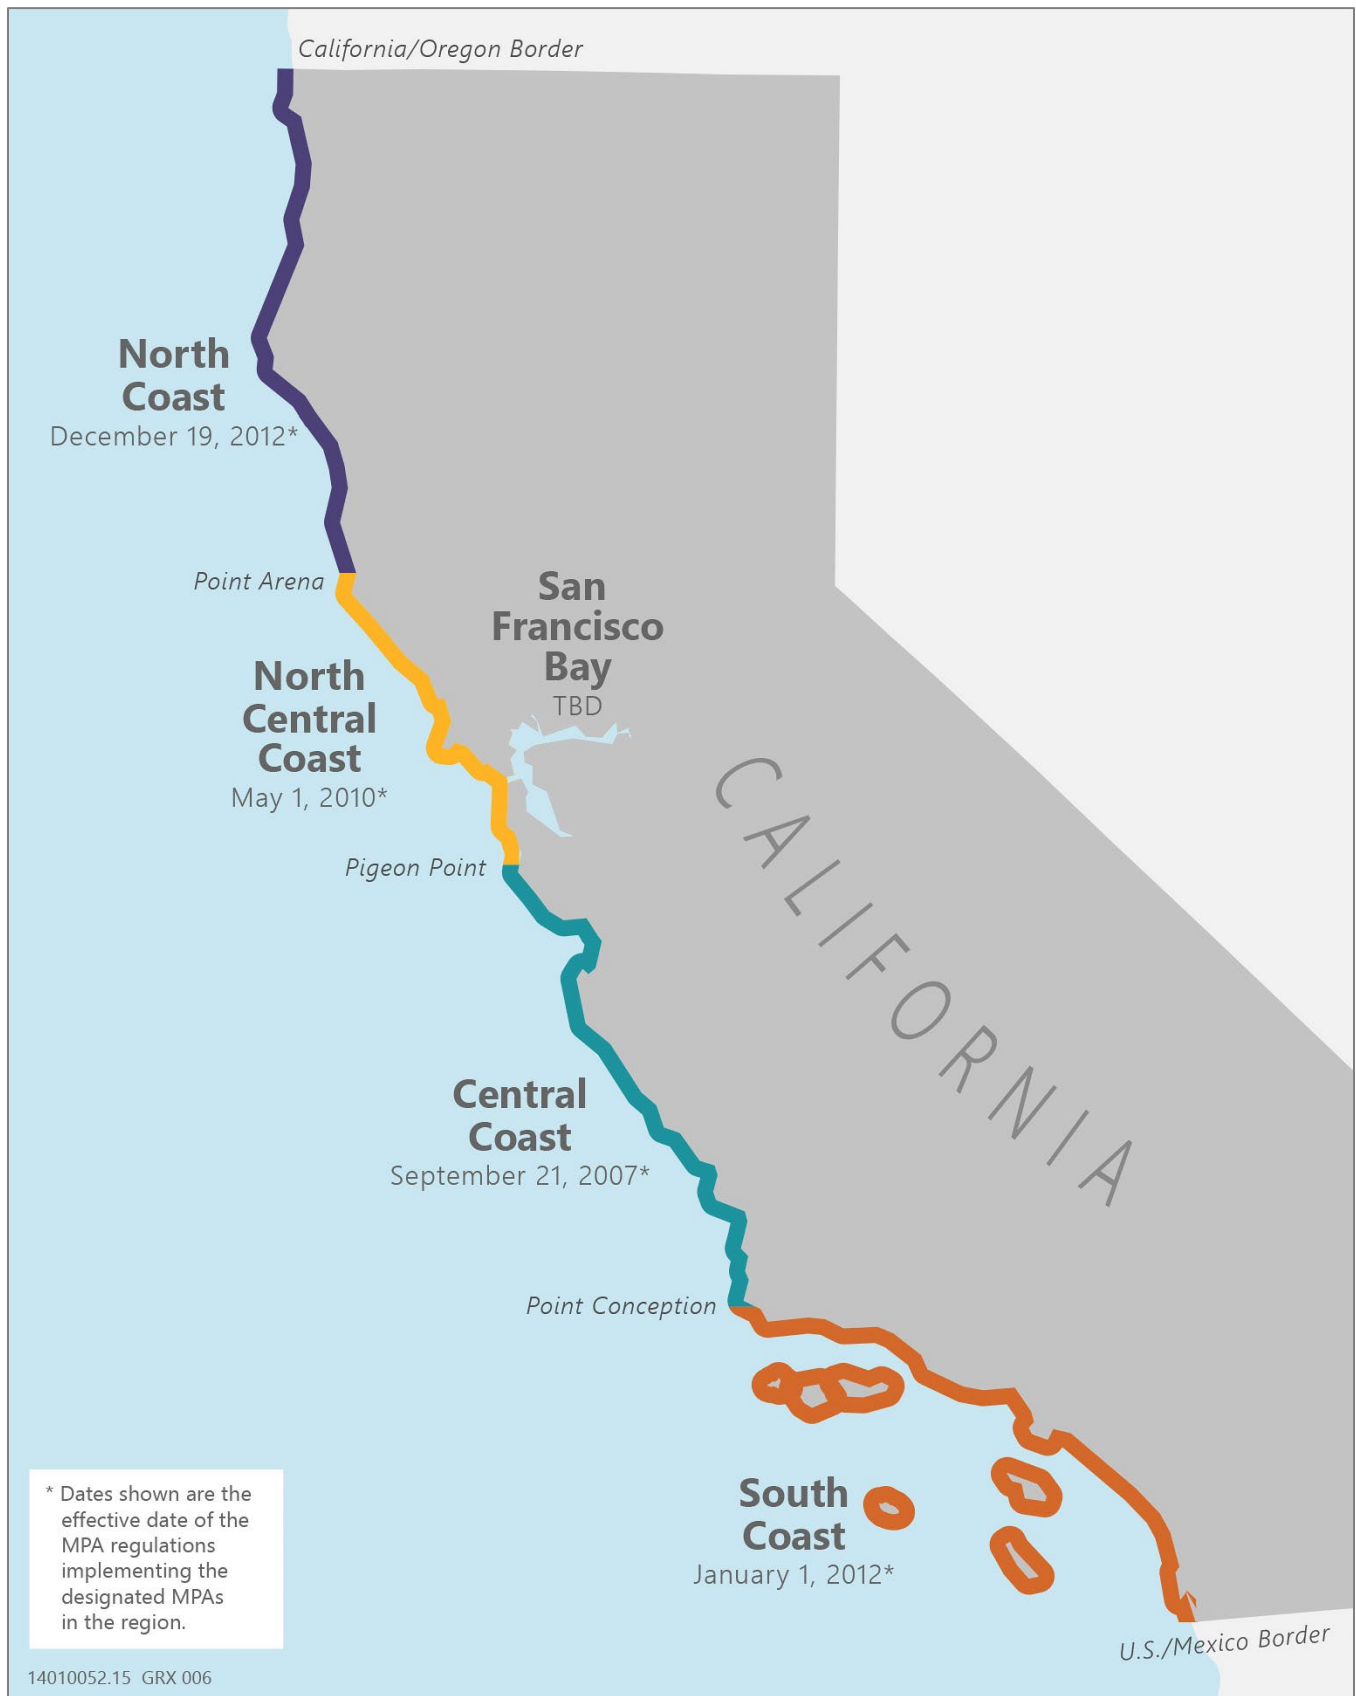 California/Oregon Border
North
Coast
December 19, 2012*
Point Arena
San
Francisco
Bay
TBD
North
Central
Coast
May 1, 2010*
Pigeon Point
CALIFORNIA
Central
Coast
September 21, 2007*
Point Conception
South
Coast
January 1, 2012*
U.S./Mexico Border
* Dates shown are the
effective date of the
MPA regulations
implementing the
designated MPAs
in the region.
14010052.15 GRX 006